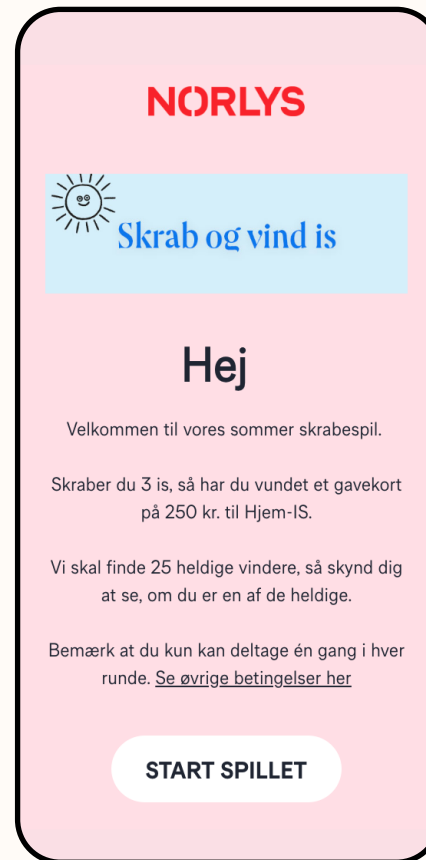 NORLYS
Skrab og vind is
Hej
Velkommen til vores sommer skrabespil.
Skraber du 3 is, så har du vundet et gavekort
på 250 kr. til Hjem-IS.
Vi skal finde 25 heldige vindere, så skynd dig
at se, om du er en af de heldige.
Bemærk at du kun kan deltage én gang i hver
runde. Se øvrige betingelser her
START SPILLET